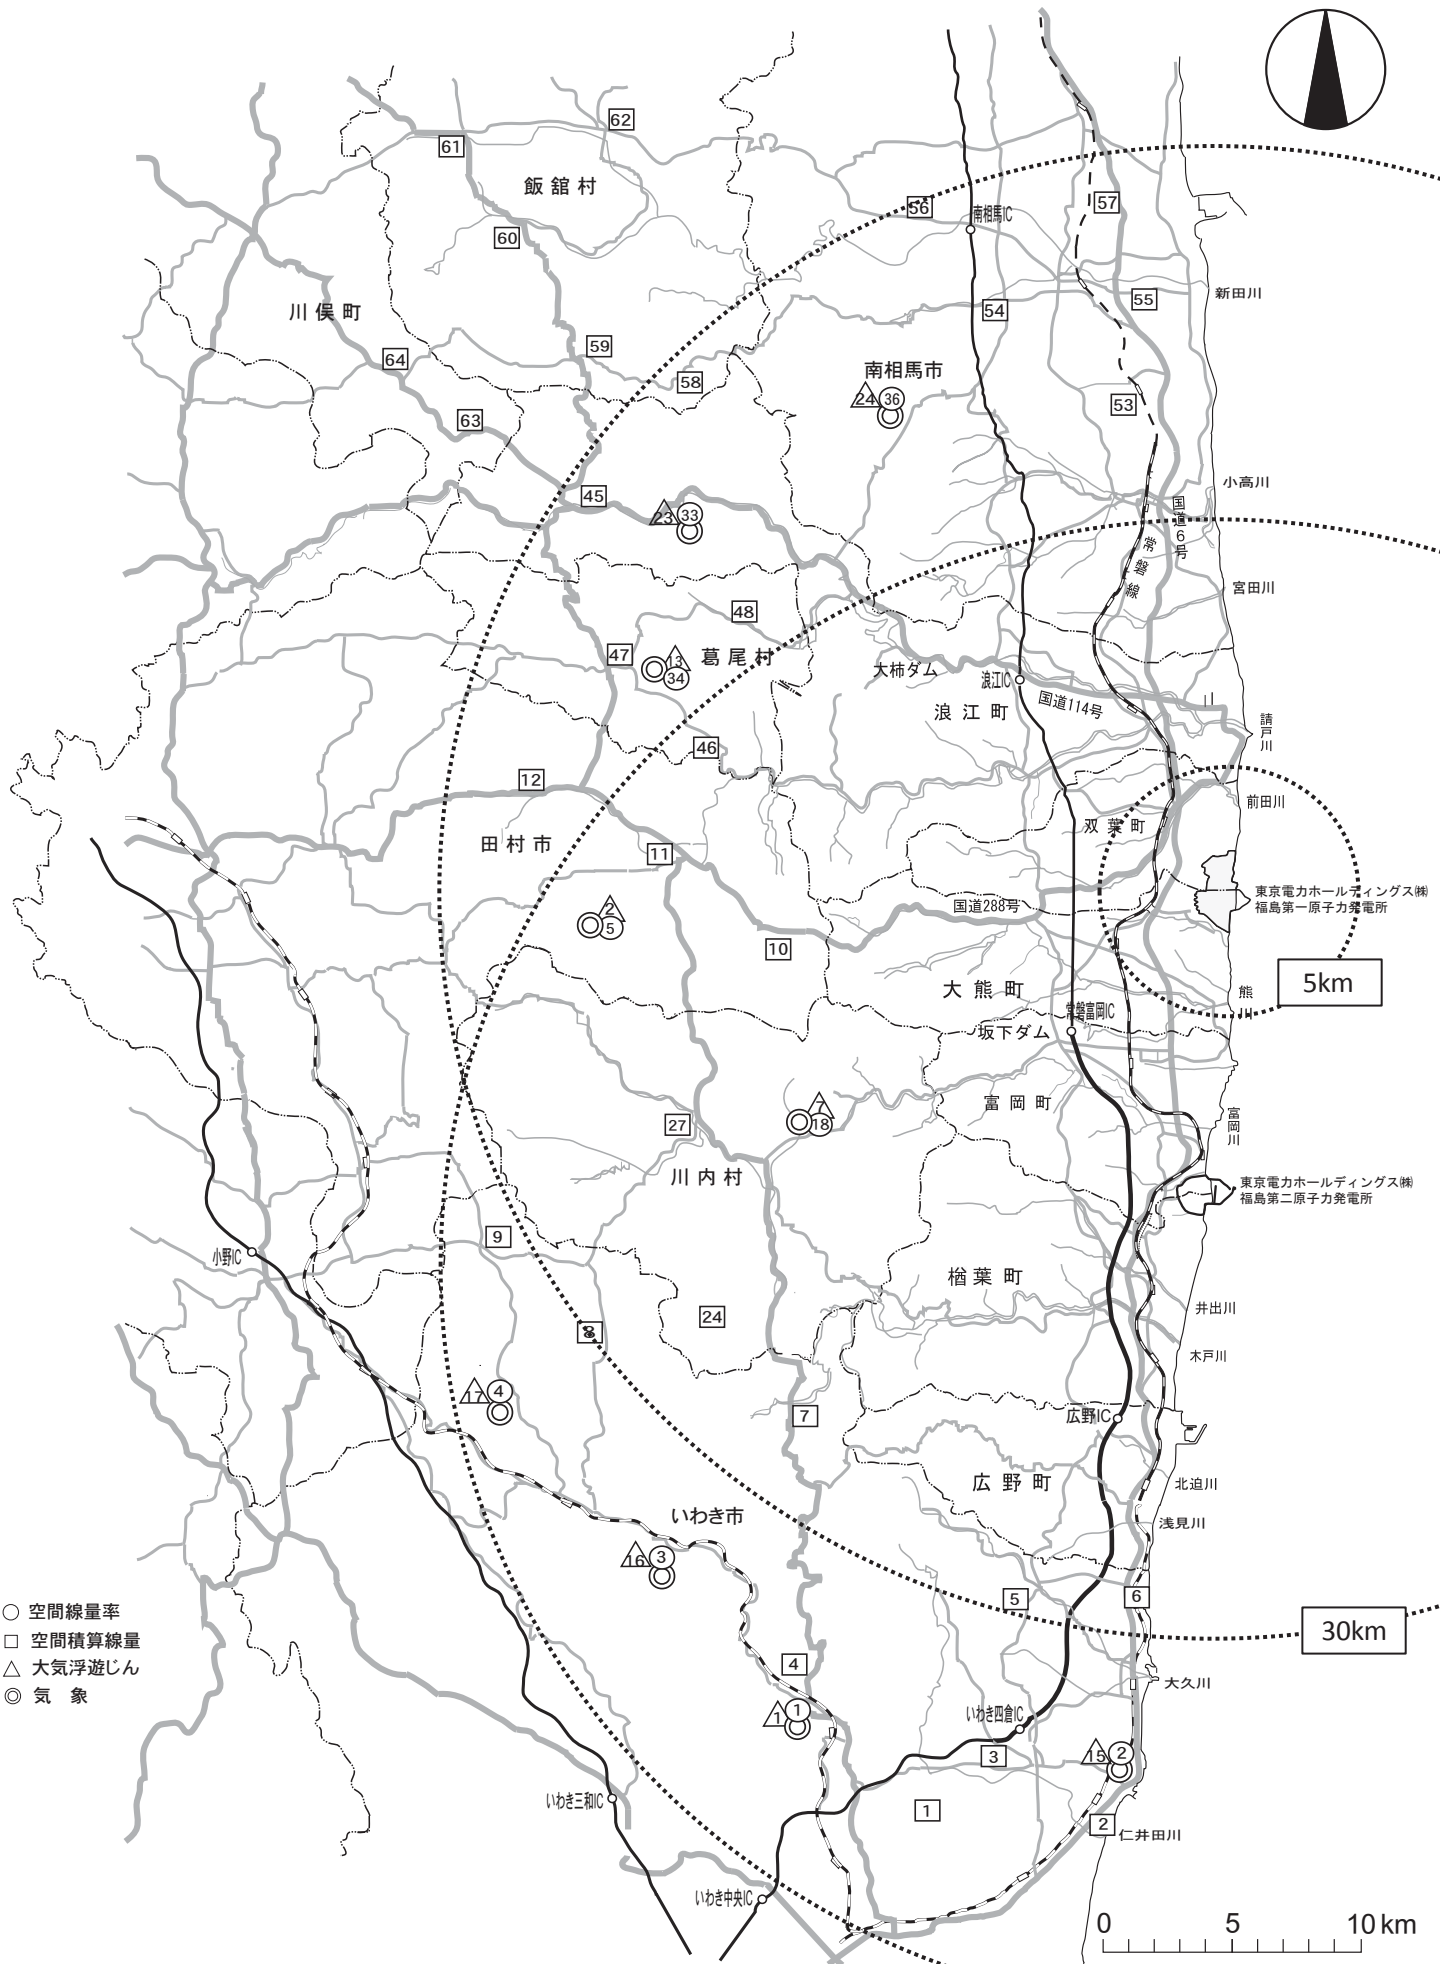 62
61
飯舘村
56
57
南相馬IC
60
新田川
55
54
川俣町
59
64
58
南相馬市
24
36
53
63
小高川
45
23
33
国道6号
常磐線
宮田川
48
47
13
34
葛尾村
大柿ダム
浪江IC
国道114号
川
浪江町
請戸川
46
12
前田川
双葉町
田村市
11
東京電力ホールディングス㈱
福島第一原子力発電所
国道288号
2
5
10
5km
大熊町
熊川
常磐富岡IC
坂下ダム
富岡町
7
18
27
富岡川
川内村
東京電力ホールディングス㈱
福島第二原子力発電所
9
小野IC
楢葉町
井出川
24
8
木戸川
17
4
7
広野IC
広野町
北迫川
いわき市
浅見川
16
3
5
6
○ 空間線量率
□ 空間積算線量
△ 大気浮遊じん
◎ 気 象
30km
4
大久川
1
1
いわき四倉IC
3
15
2
いわき三和IC
1
2
仁井田川
いわき中央IC
0 5 10km